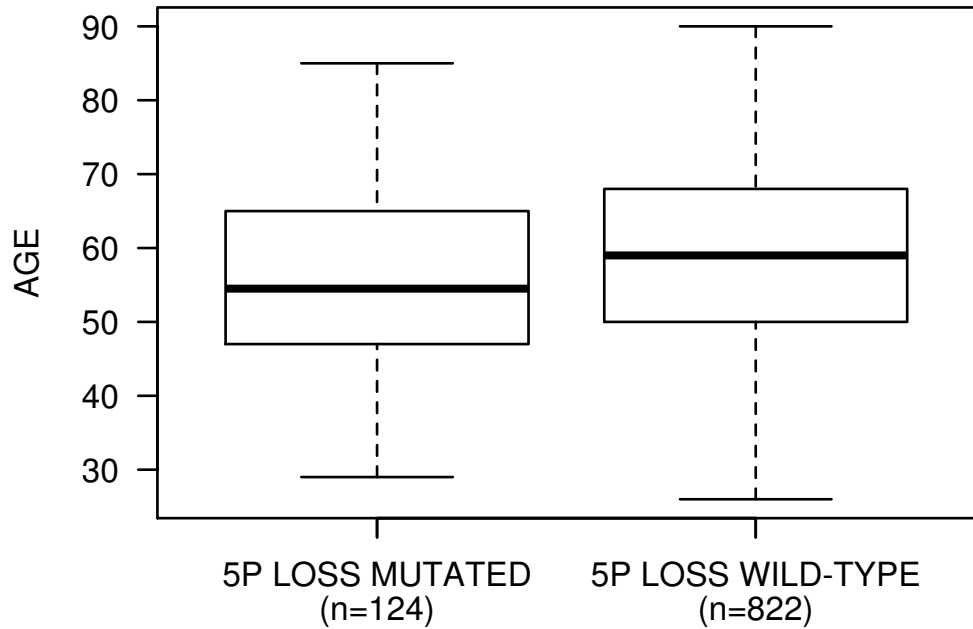 90
80
70
60
50
40
30
AGE
5P LOSS MUTATED
(n=124)
5P LOSS WILD-TYPE
(n=822)